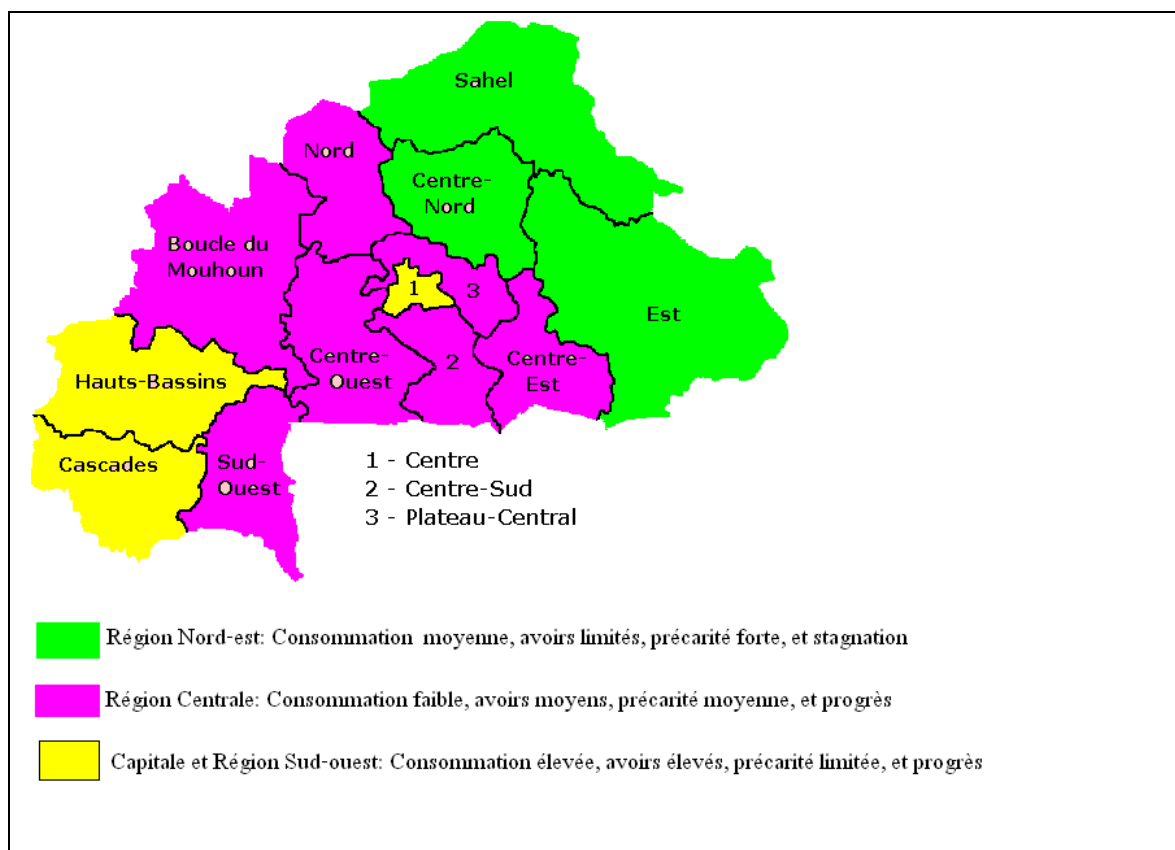 Sahel
Nord
Centre-
Nord
Boucle du
Mouhoun
1
3
Est
Centre-
Ouest
2
Centre-
Est
Hauts-Bassins
Cascades
Sud-
Ouest
1 - Centre
2 - Centre-Sud
3 - Plateau-Central
Région Nord-est: Consommation moyenne, avoirs limités, précarité forte, et stagnation
Région Centrale: Consommation faible, avoirs moyens, précarité moyenne, et progrès
Capitale et Région Sud-ouest: Consommation élevée, avoirs élevés, précarité limitée, et progrès